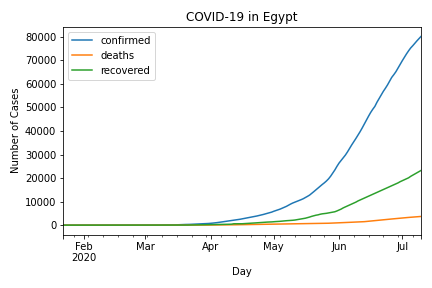 COVID-19 in Egypt
confirmed
deaths
recovered
Number of Cases
80000
70000
60000
50000
40000
30000
20000
10000
0
Feb
2020
Mar
Apr
May
Jun
Jul
Day